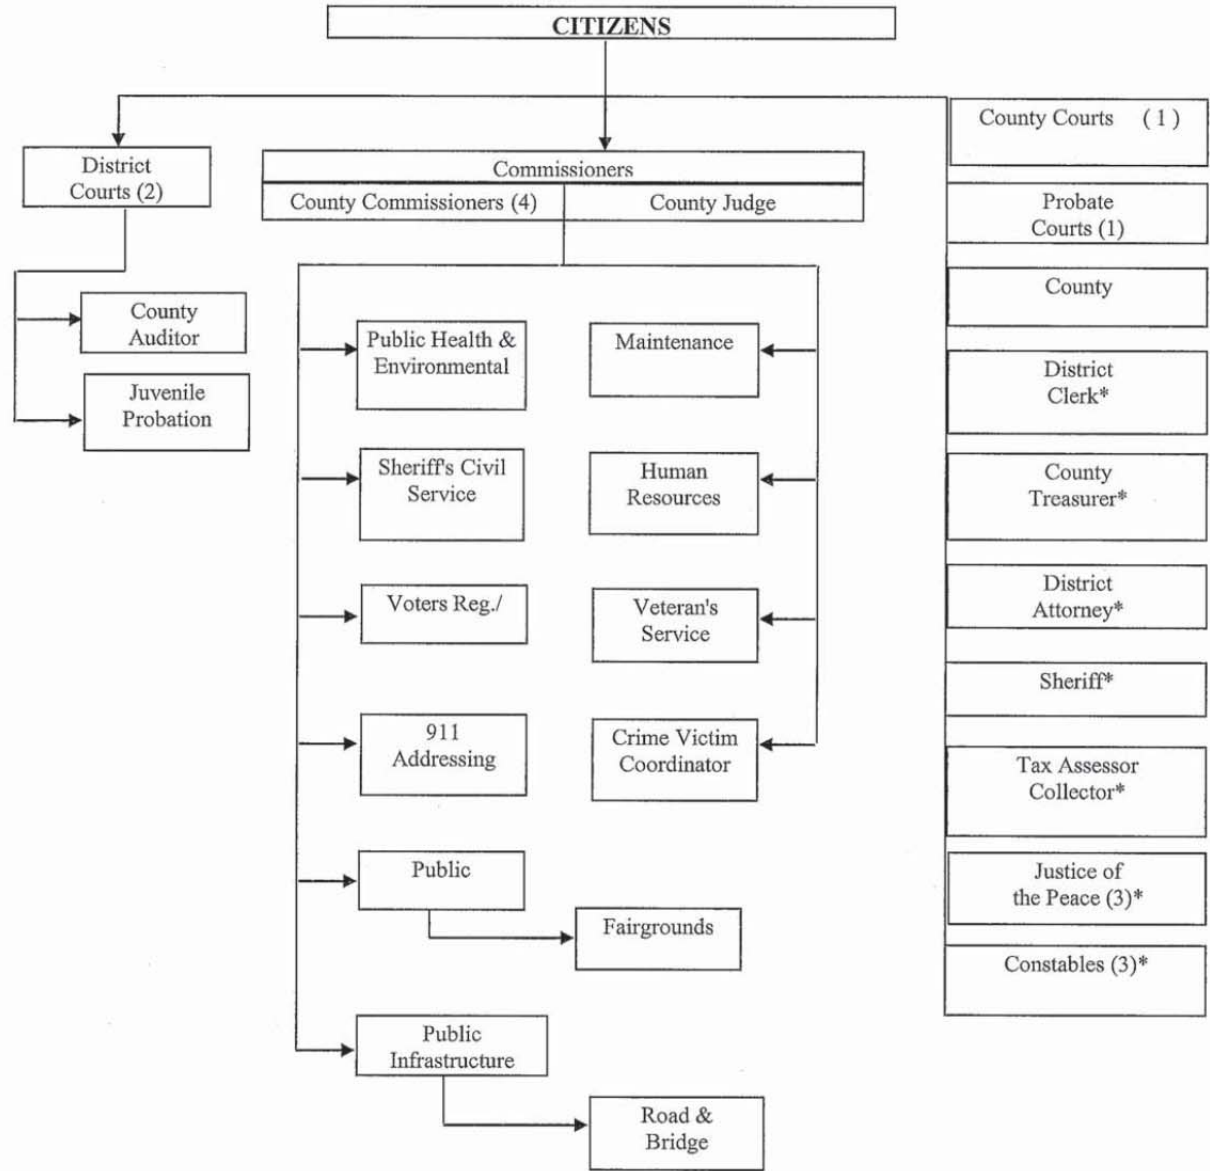 CITIZENS
District
Courts (2)
Commissioners
County Commissioners (4)
County Judge
County
Auditor
Juvenile
Probation
Public Health &
Environmental
Sheriff's Civil
Service
Voters Reg./
911
Addressing
Public
Fairgrounds
Public
Infrastructure
Road &
Bridge
Maintenance
Human
Resources
Veteran's
Service
Crime Victim
Coordinator
County Courts ( 1 )
Probate
Courts (1)
County
District
Clerk*
County
Treasurer*
District
Attorney*
Sheriff*
Tax Assessor
Collector*
Justice of
the Peace (3)*
Constables (3)*